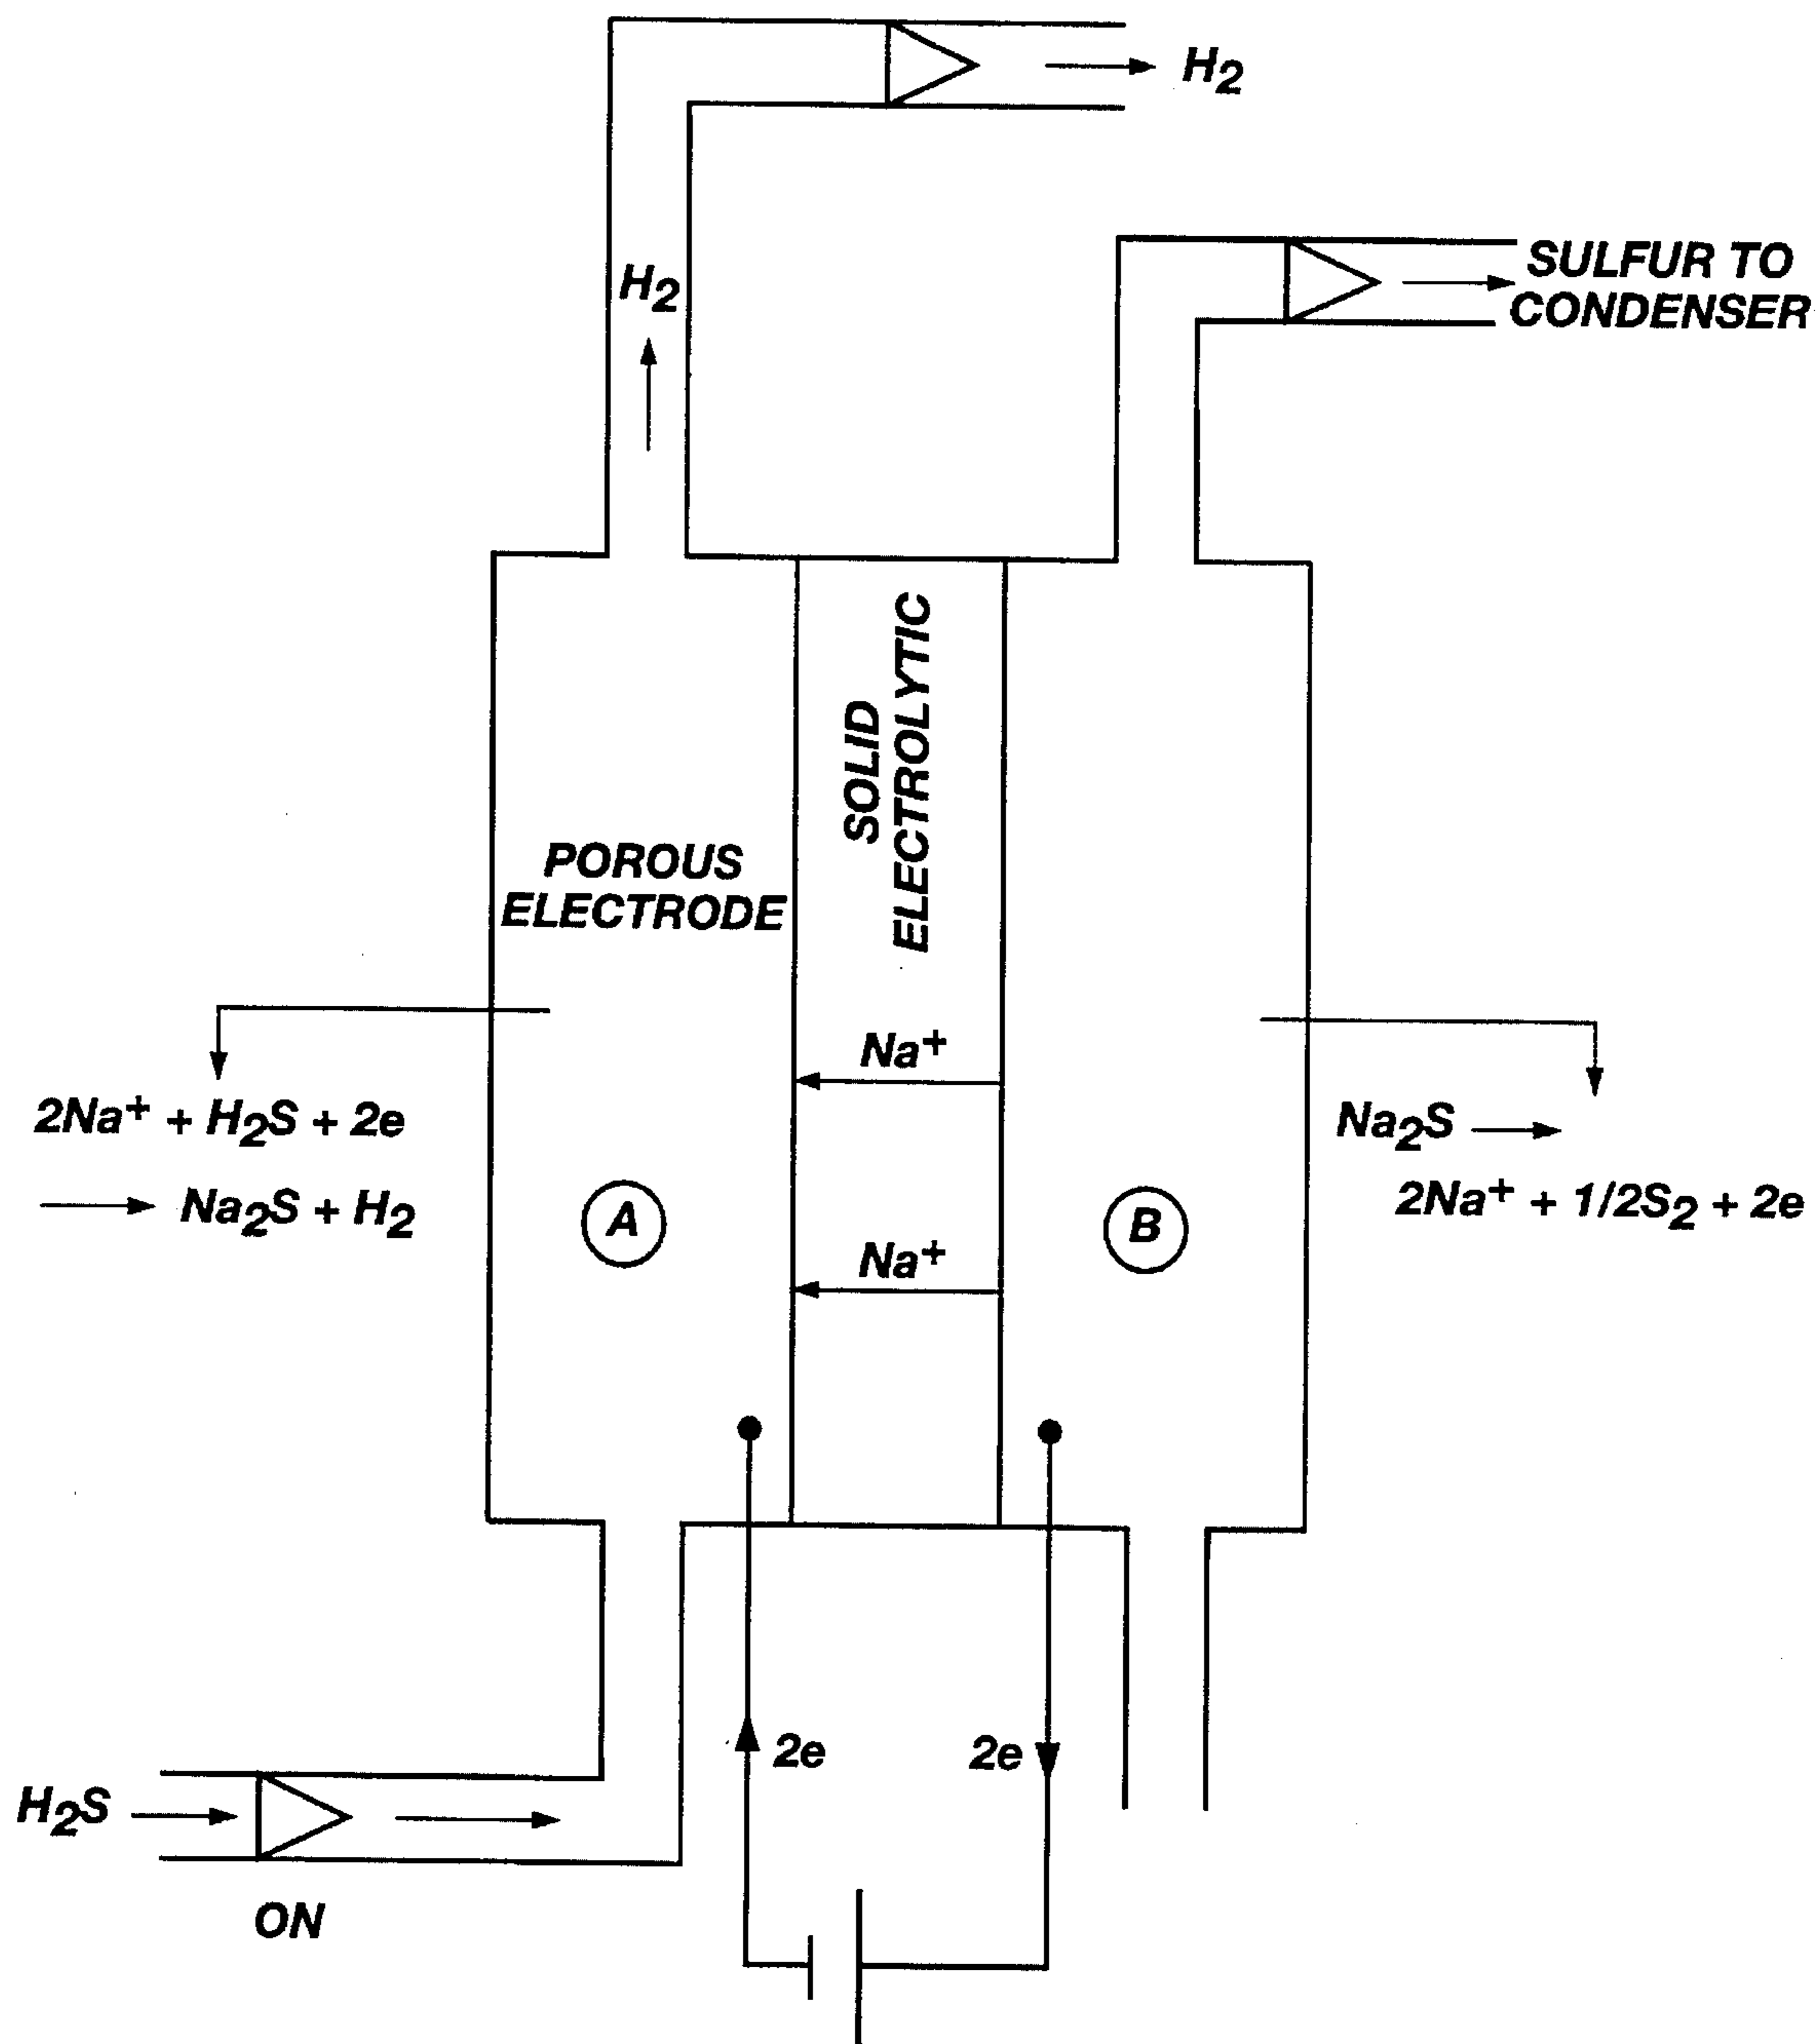 H2
SULFUR TO
CONDENSER
H2
SOLID
ELECTROLYTIC
POROUS
ELECTRODE
Na+
2Na+ + H2S + 2e
Na2S →
→ Na2S + H2
2Na+ + 1/2S2 + 2e
A
B
Na+
2e
2e
H2S
ON